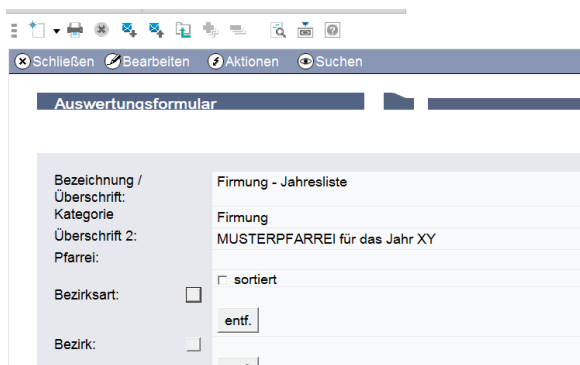 Schließen Bearbeiten Aktionen Suchen
Auswertungsformular
Bezeichnung / Firmung - Jahresliste
Überschrift:
Kategorie Firmung
Überschrift 2: MUSTERPFARREI für das Jahr XY
Pfarrei:
sortiert
Bezirksart:
entf.
Bezirk: